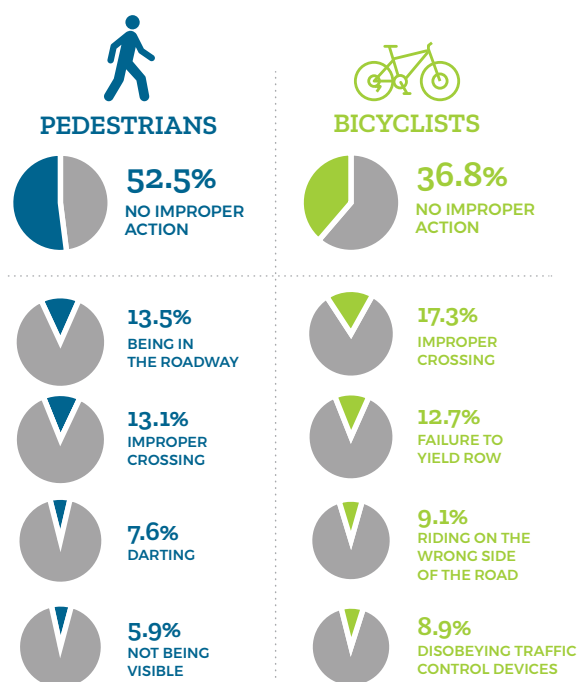 PEDESTRIANS
52.5%
NO IMPROPER
ACTION
13.5%
BEING IN
THE ROADWAY
13.1%
IMPROPER
CROSSING
7.6%
DARTING
5.9%
NOT BEING
VISIBLE
BICYCLISTS
36.8%
NO IMPROPER
ACTION
17.3%
IMPROPER
CROSSING
12.7%
FAILURE TO
YIELD ROW
9.1%
RIDING ON THE
WRONG SIDE
OF THE ROAD
8.9%
DISOBEYING TRAFFIC
CONTROL DEVICES